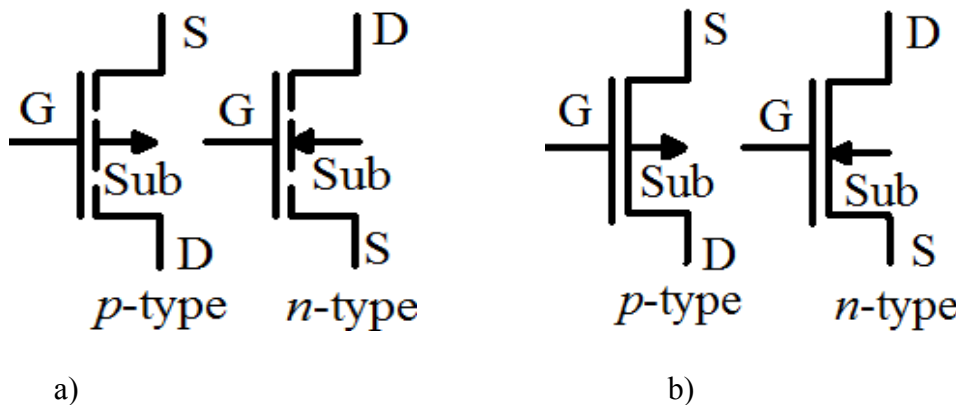 S D S D
G G G G
Sub Sub Sub Sub
D S D S
p-type n-type p-type n-type
a) b)